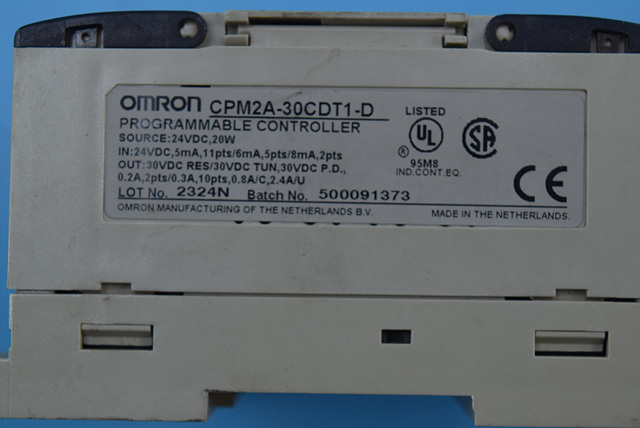 OMRON CPM2A-30CDT1-D
PROGRAMMABLE CONTROLLER
SOURCE:24VDC,20W
IN:24VDC,5mA,11pts/6mA,5pts/8mA,2pts
OUT:30VDC RES/30VDC TUN,30VDC P.D.,
0.2A,2pts/0.3A,10pts,0.8A/C,2.4A/U
LOT No. 2324N Batch No. 500091373
OMRON MANUFACTURING OF THE NETHERLANDS B.V.
LISTED
UL
®
95M8
IND.CONT.EQ.
SA
CE
MADE IN THE NETHERLANDS.